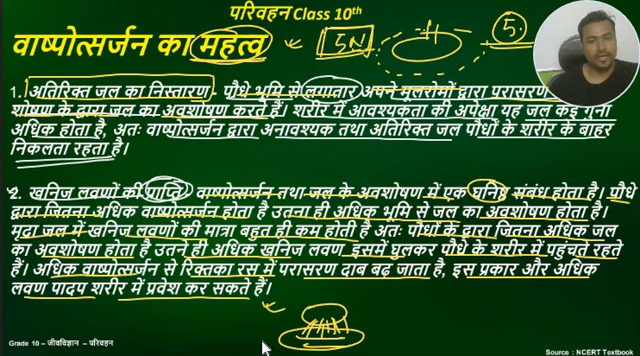 परिवहन Class 10th
वाष्पोत्सर्जन का महत्व
5M
5.
1. अतिरिक्त जल का निस्तारण - पौधे भूमि से लगातार अपने मूलरोमों द्वारा परासरण
शोषण के द्वारा जल का अवशोषण करते हैं। शरीर में आवश्यकता की अपेक्षा यह जल कई गुना
अधिक होता है, अतः वाष्पोत्सर्जन द्वारा अनावश्यक तथा अतिरिक्त जल पौधों के शरीर के बाहर
निकलता रहता है।
2. खनिज लवणों की प्राप्ति वाष्पोत्सर्जन तथा जल के अवशोषण में एक घनिष्ठ संबंध होता है। पौधे
द्वारा जितना अधिक वाष्पोत्सर्जन होता है उतना ही अधिक भूमि से जल का अवशोषण होता है।
मृदा जल में खनिज लवणों की मात्रा बहुत ही कम होती है अतः पौधों के द्वारा जितना अधिक जल
का अवशोषण होता है उतने ही अधिक खनिज लवण इसमें घुलकर पौधे के शरीर में पहुंचते रहते
हैं। अधिक वाष्पोत्सर्जन से रिक्तिका रस में परासरण दाब बढ़ जाता है, इस प्रकार और अधिक
लवण पादप शरीर में प्रवेश कर सकते हैं।
Grade 10 – जीवविज्ञान – परिवहन
Source : NCERT Textbook